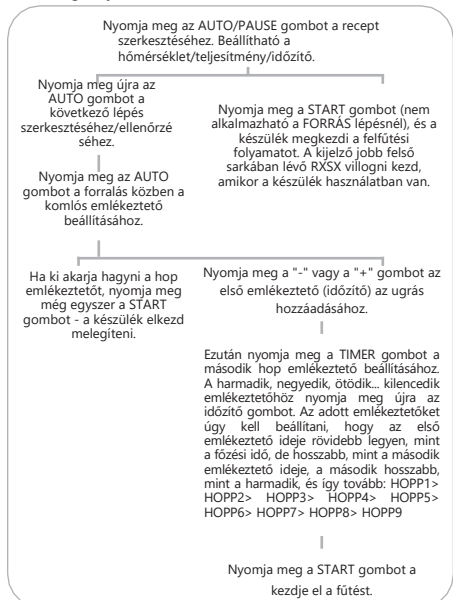 Nyomja meg az AUTO/PAUSE gombot a recept
szerkesztéséhez. Beállítható a
hőmérséklet/teljesítmény/időzítő.
Nyomja meg újra az
AUTO gombot a
következő lépés
szerkesztéséhez/ellenőrzé
séhez.
Nyomja meg az AUTO
gombot a forralás közben a
komlós emlékeztető
beállításához.
Nyomja meg a START gombot (nem
alkalmazható a FORRÁS lépésnél), és a
készülék megkezdi a felfűtési
folyamatot. A kijelző jobb felső
sarkában lévő RXSX villogni kezd,
amikor a készülék használatban van.
Ha ki akarja hagyni a hop
emlékeztetőt, nyomja meg
még egyszer a START
gombot - a készülék elkezd
melegíteni.
Nyomja meg a "-" vagy a "+" gombot az
első emlékeztető (időzítő) az ugrás
hozzáadásához.
Ezután nyomja meg a TIMER gombot a
második hop emlékeztető beállításához.
A harmadik, negyedik, ötödik... kilencedik
emlékeztetőhöz nyomja meg újra az
időzítő gombot. Az adott emlékeztetőket
úgy kell beállítani, hogy az első
emlékeztető ideje rövidebb legyen, mint
a főzési idő, de hosszabb, mint a második
emlékeztető ideje, a második hosszabb,
mint a harmadik, és így tovább: HOPP1>
HOPP2> HOPP3> HOPP4> HOPP5>
HOPP6> HOPP7> HOPP8> HOPP9
Nyomja meg a START gombot a
kezdje el a fűtést.